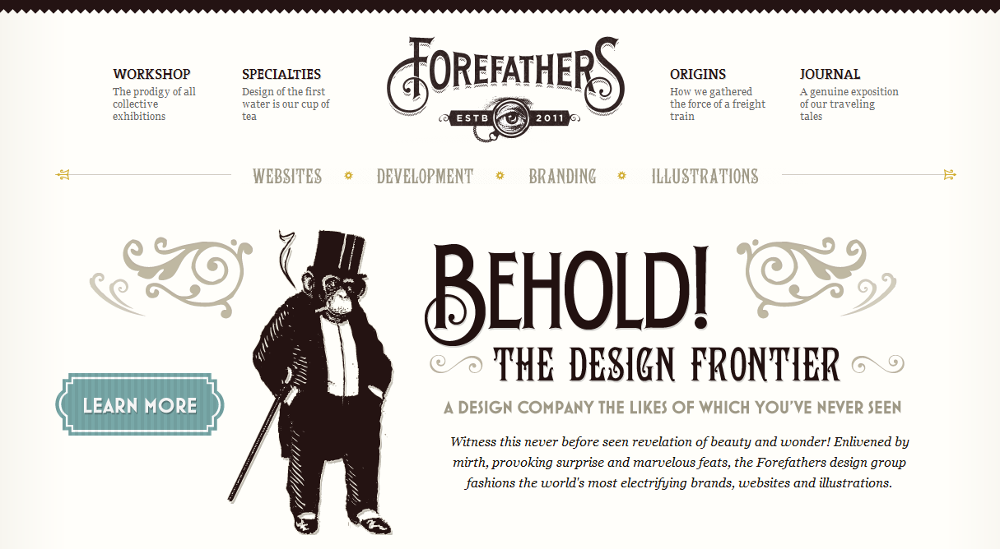 WORKSHOP
The prodigy of all
collective
exhibitions
SPECIALTIES
Design of the first
water is our cup of
tea
FOREFATHERS
ESTB 2011
ORIGINS
How we gathered
the force of a freight
train
JOURNAL
A genuine exposition
of our traveling
tales
WEBSITES DEVELOPMENT BRANDING ILLUSTRATIONS
BEHOLD!
THE DESIGN FRONTIER
A DESIGN COMPANY THE LIKES OF WHICH YOU'VE NEVER SEEN
Witness this never before seen revelation of beauty and wonder! Enlivened by
mirth, provoking surprise and marvelous feats, the Forefathers design group
fashions the world's most electrifying brands, websites and illustrations.
LEARN MORE